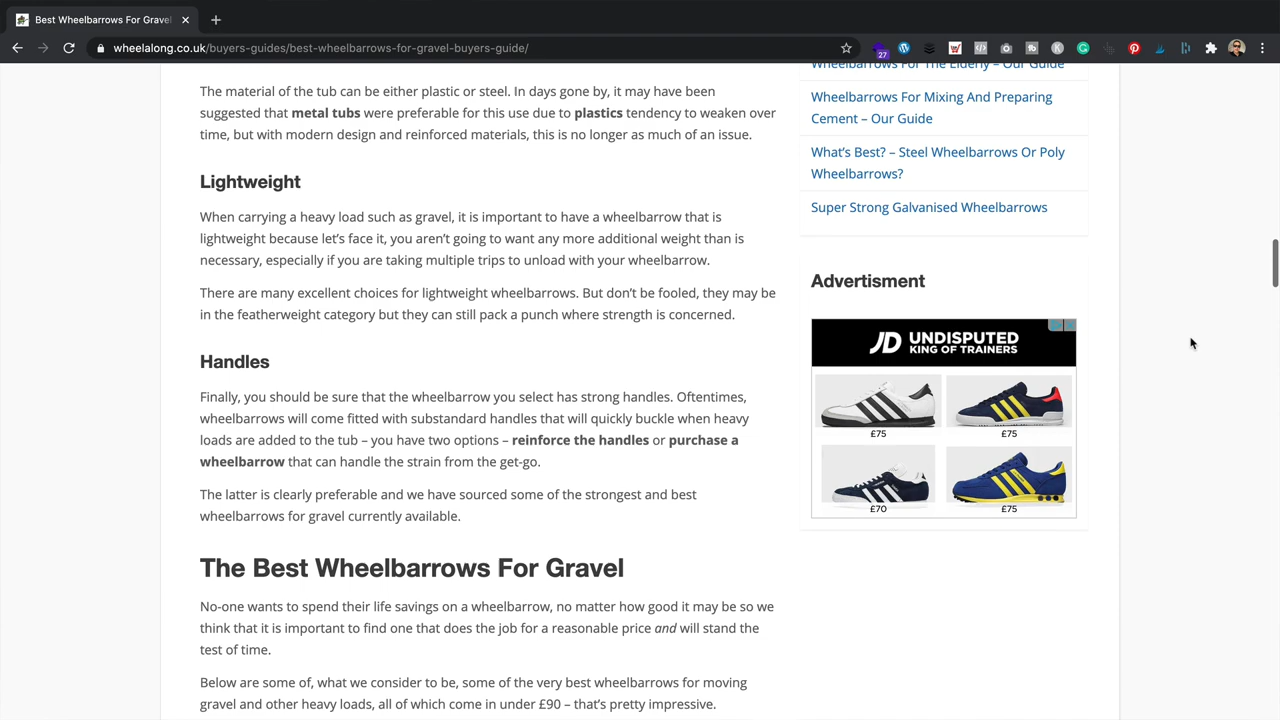 Best Wheelbarrows For Gravel
wheelalong.co.uk/buyers-guides/best-wheelbarrows-for-gravel-buyers-guide/
27
The material of the tub can be either plastic or steel. In days gone by, it may have been
suggested that metal tubs were preferable for this use due to plastics tendency to weaken over
time, but with modern design and reinforced materials, this is no longer as much of an issue.
Lightweight
When carrying a heavy load such as gravel, it is important to have a wheelbarrow that is
lightweight because let's face it, you aren't going to want any more additional weight than is
necessary, especially if you are taking multiple trips to unload with your wheelbarrow.
There are many excellent choices for lightweight wheelbarrows. But don't be fooled, they may be
in the featherweight category but they can still pack a punch where strength is concerned.
Handles
Finally, you should be sure that the wheelbarrow you select has strong handles. Oftentimes,
wheelbarrows will come fitted with substandard handles that will quickly buckle when heavy
loads are added to the tub – you have two options – reinforce the handles or purchase a
wheelbarrow that can handle the strain from the get-go.
The latter is clearly preferable and we have sourced some of the strongest and best
wheelbarrows for gravel currently available.
The Best Wheelbarrows For Gravel
No-one wants to spend their life savings on a wheelbarrow, no matter how good it may be so we
think that it is important to find one that does the job for a reasonable price and will stand the
test of time.
Below are some of, what we consider to be, some of the very best wheelbarrows for moving
gravel and other heavy loads, all of which come in under £90 – that's pretty impressive.
Wheelbarrows For The Elderly – Our Guide
Wheelbarrows For Mixing And Preparing
Cement – Our Guide
What's Best? – Steel Wheelbarrows Or Poly
Wheelbarrows?
Super Strong Galvanised Wheelbarrows
Advertisment
JD UNDISPUTED
KING OF TRAINERS
£75
£75
£70
£75